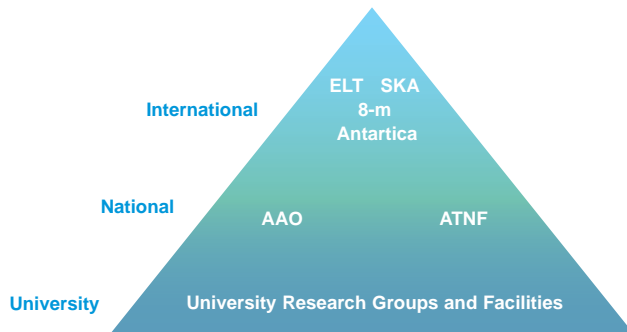 ELT SKA
International 8-m
Antartica
National
AAO ATNF
University University Research Groups and Facilities